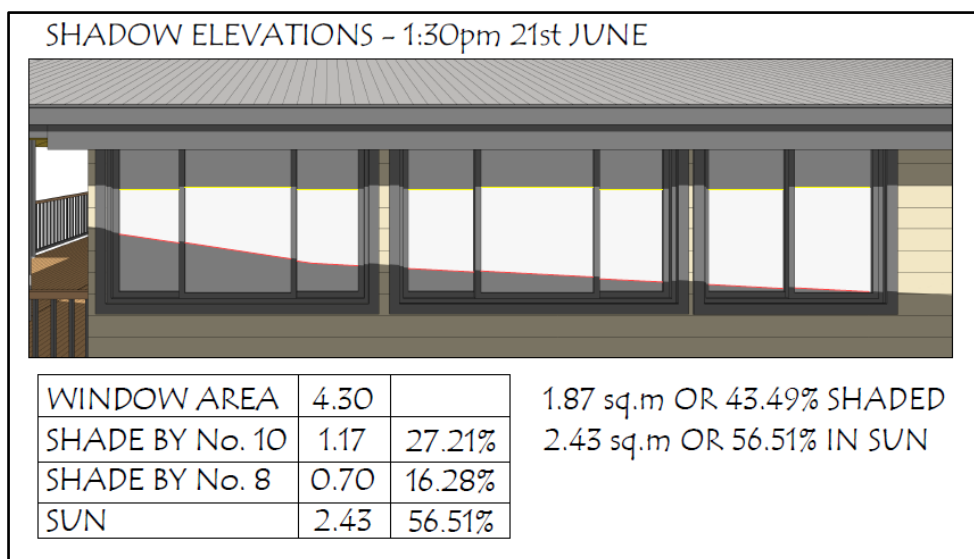 SHADOW ELEVATIONS - 1:30pm 21st JUNE
WINDOW AREA 4.30
SHADE BY No. 10 1.17 27.21%
SHADE BY No. 8 0.70 16.28%
SUN 2.43 56.51%
1.87 sq.m OR 43.49% SHADED
2.43 sq.m OR 56.51% IN SUN